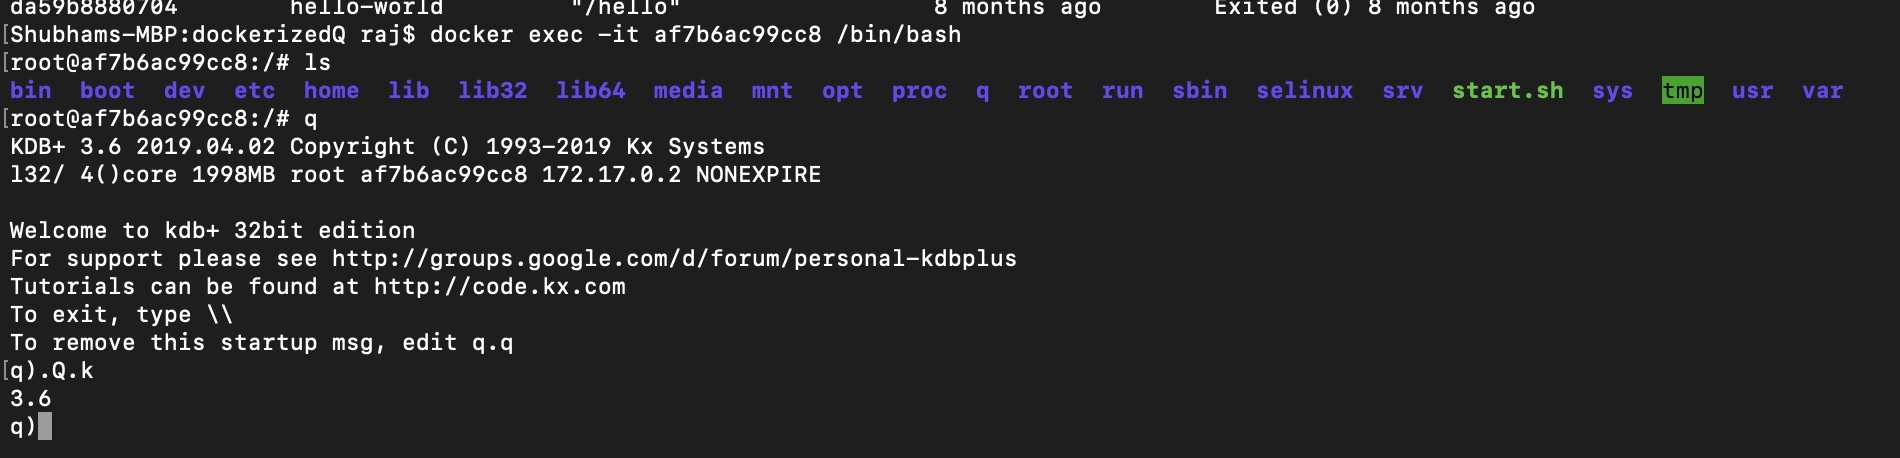 da59b8880704 hello-world "/hello" 8 months ago Exited (0) 8 months ago
[Shubhams-MBP:dockerizedQ raj$ docker exec -it af7b6ac99cc8 /bin/bash
[root@af7b6ac99cc8:/# ls
bin boot dev etc home lib lib32 lib64 media mnt opt proc q root run sbin selinux srv start.sh sys tmp usr var
[root@af7b6ac99cc8:/# q
KDB+ 3.6 2019.04.02 Copyright (C) 1993-2019 Kx Systems
l32/ 4()core 1998MB root af7b6ac99cc8 172.17.0.2 NONEXPIRE
Welcome to kdb+ 32bit edition
For support please see http://groups.google.com/d/forum/personal-kdbplus
Tutorials can be found at http://code.kx.com
To exit, type \\
To remove this startup msg, edit q.q
[q).Q.k
3.6
q)